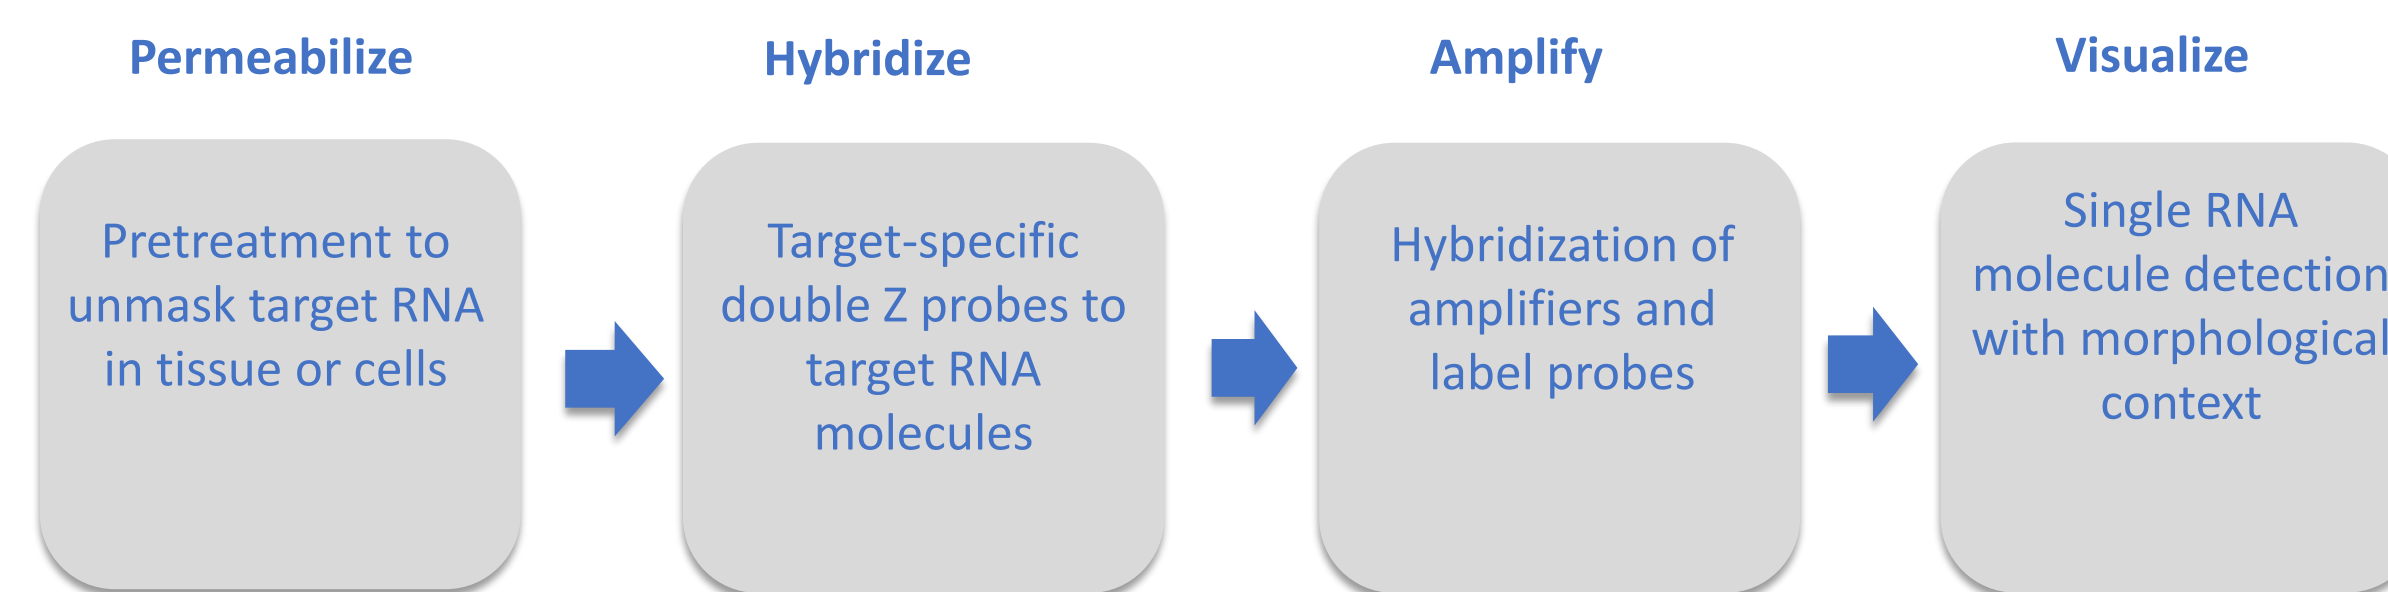 Permeabilize
Hybridize
Amplify
Visualize
Pretreatment to
unmask target RNA
in tissue or cells
Target-specific
double Z probes to
target RNA
molecules
Hybridization of
amplifiers and
label probes
Single RNA
molecule detection
with morphological
context